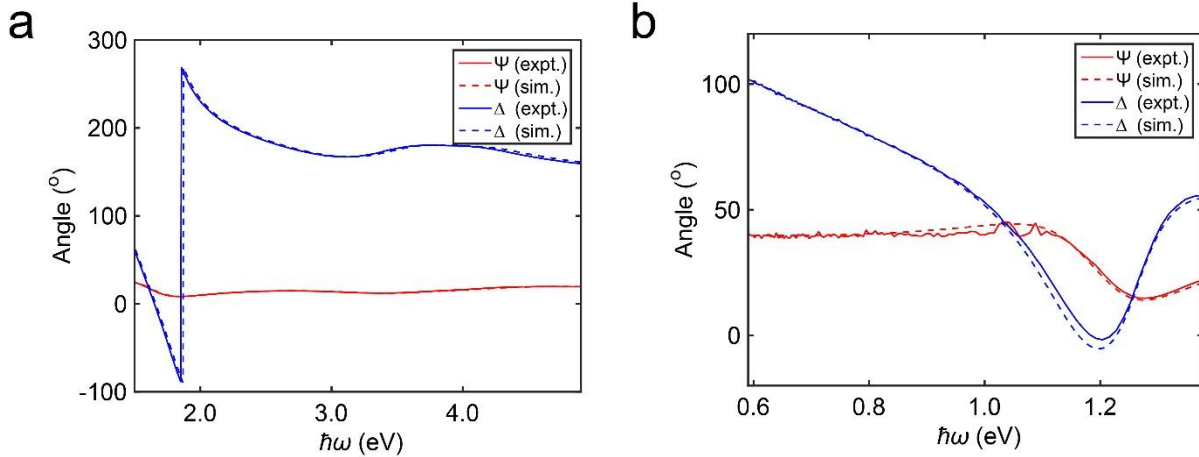 a
300
200
100
0
-100
Angle (°)
Ψ (expt.)
Ψ (sim.)
Δ (expt.)
Δ (sim.)
2.0 3.0 4.0
ℏω (eV)
b
100
50
0
Angle (°)
Ψ (expt.)
Ψ (sim.)
Δ (expt.)
Δ (sim.)
0.6 0.8 1.0 1.2
ℏω (eV)